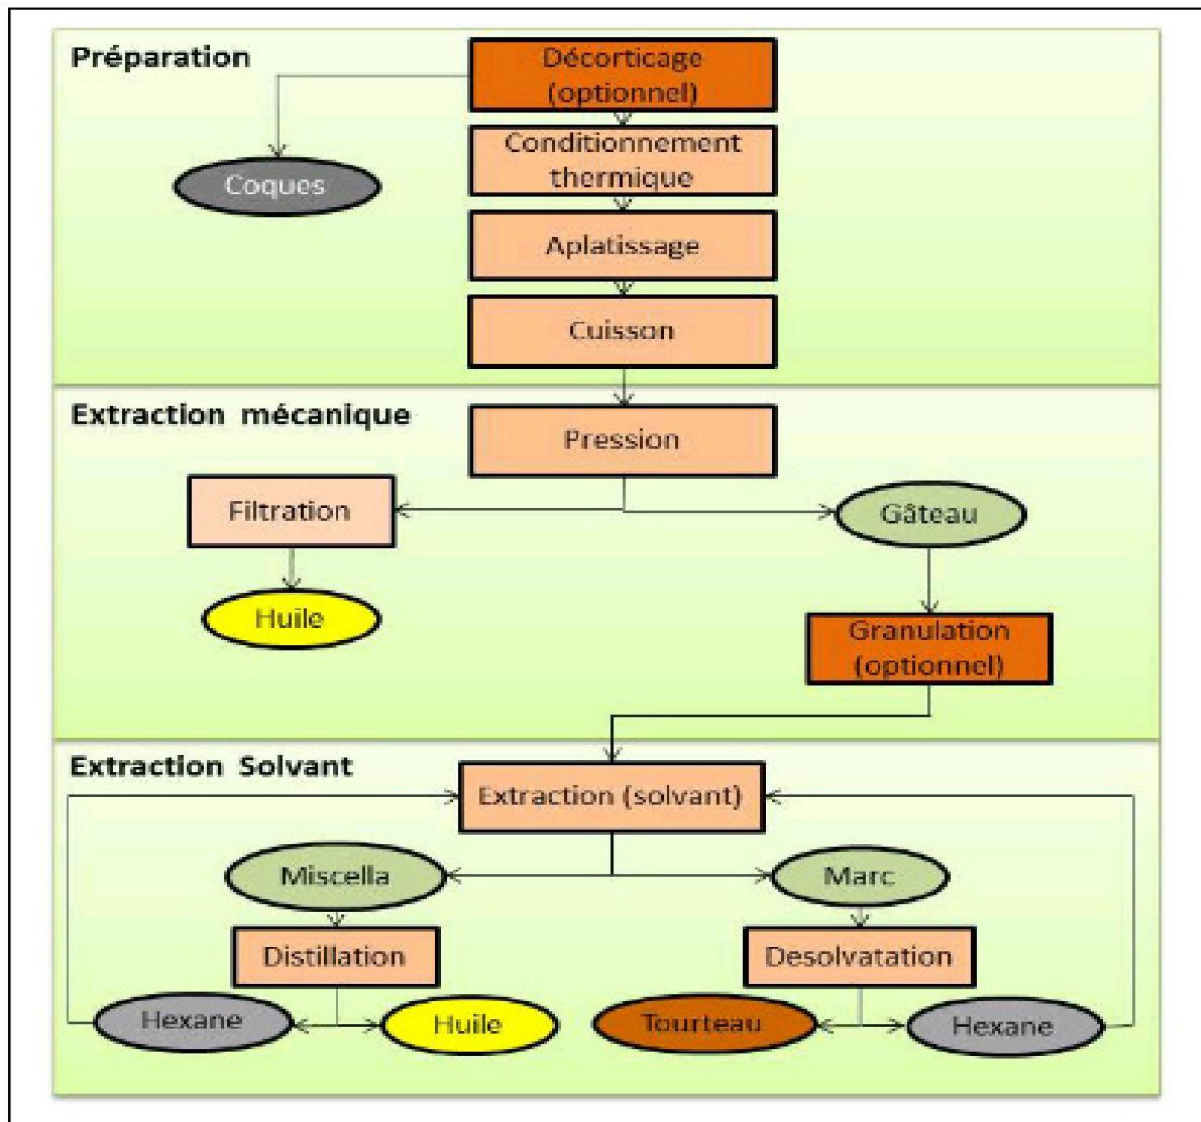 Préparation
Décorticage
(optionnel)
Conditionnement
thermique
Coques
Aplatissage
Cuisson
Extraction mécanique
Pression
Filtration
Gâteau
Huile
Granulation
(optionnel)
Extraction Solvant
Extraction (solvant)
Miscella
Marc
Distillation
Desolvatation
Hexane
Huile
Tourteau
Hexane